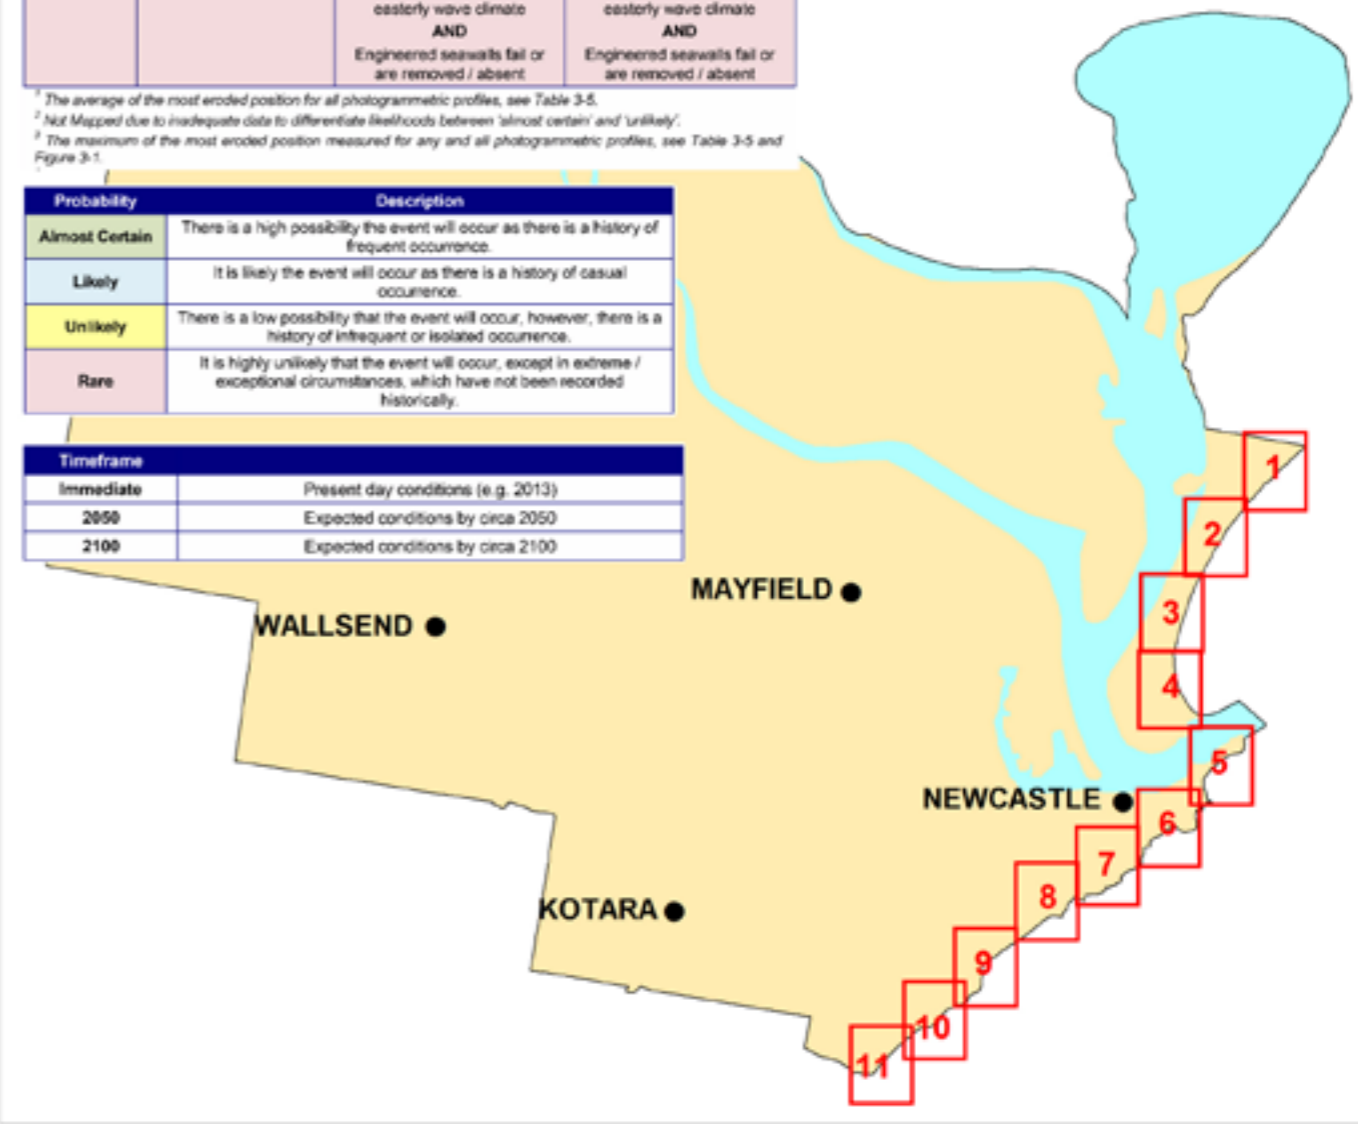 easterly wave climate
AND
Engineered seawalls fail or
are removed / absent
easterly wave climate
AND
Engineered seawalls fail or
are removed / absent
1 The average of the most eroded position for all photogrammetric profiles, see Table 3-5.
2 Not Mapped due to inadequate data to differentiate likelihoods between 'almost certain' and 'unlikely'.
3 The maximum of the most eroded position measured for any and all photogrammetric profiles, see Table 3-5 and
Figure 3-1.
Probability Description
Almost Certain There is a high possibility the event will occur as there is a history of
frequent occurrence.
Likely It is likely the event will occur as there is a history of casual
occurrence.
Unlikely There is a low possibility that the event will occur, however, there is a
history of infrequent or isolated occurrence.
Rare It is highly unlikely that the event will occur, except in extreme /
exceptional circumstances, which have not been recorded
historically.
Timeframe
Immediate Present day conditions (e.g. 2013)
2050 Expected conditions by circa 2050
2100 Expected conditions by circa 2100
MAYFIELD
WALLSEND
NEWCASTLE
KOTARA
1
2
3
4
5
6
7
8
9
10
11